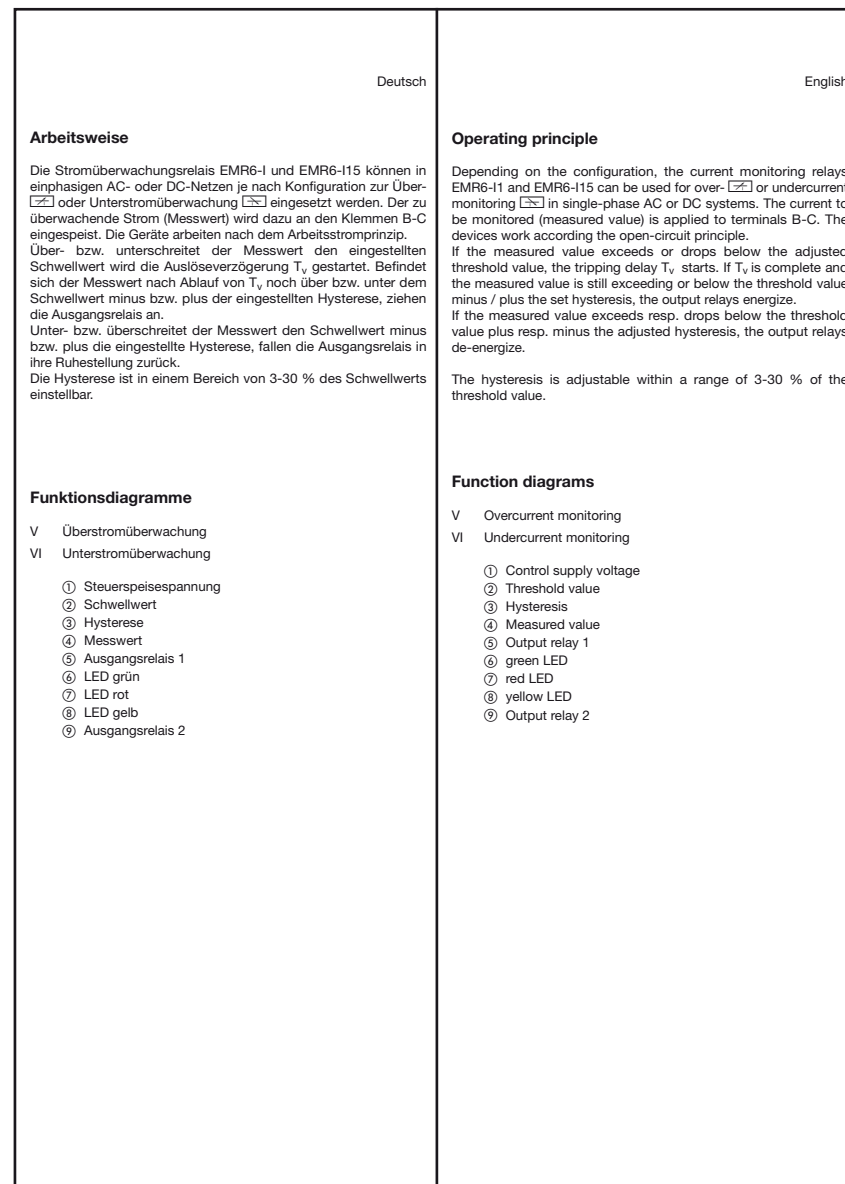 Deutsch
Arbeitsweise
Die Stromüberwachungsrelais EMR6-I und EMR6-I15 können in
einphasigen AC- oder DC-Netzen je nach Konfiguration zur Über-
oder Unterstromüberwachung eingesetzt werden. Der zu
überwachende Strom (Messwert) wird dazu an den Klemmen B-C
eingespeist. Die Geräte arbeiten nach dem Arbeitsstromprinzip.
Über- bzw. unterschreitet der Messwert den eingestellten
Schwellwert wird die Auslöseverzögerung Tv gestartet. Befindet
sich der Messwert nach Ablauf von Tv noch über bzw. unter dem
Schwellwert minus bzw. plus der eingestellten Hysterese, ziehen
die Ausgangsrelais an.
Unter- bzw. überschreitet der Messwert den Schwellwert minus
bzw. plus die eingestellte Hysterese, fallen die Ausgangsrelais in
ihre Ruhestellung zurück.
Die Hysterese ist in einem Bereich von 3-30 % des Schwellwerts
einstellbar.
Funktionsdiagramme
V Überstromüberwachung
VI Unterstromüberwachung
① Steuerspeisespannung
② Schwellwert
③ Hysterese
④ Messwert
⑤ Ausgangsrelais 1
⑥ LED grün
⑦ LED rot
⑧ LED gelb
⑨ Ausgangsrelais 2
English
Operating principle
Depending on the configuration, the current monitoring relays
EMR6-I1 and EMR6-I15 can be used for over- or undercurrent
monitoring in single-phase AC or DC systems. The current to
be monitored (measured value) is applied to terminals B-C. The
devices work according the open-circuit principle.
If the measured value exceeds or drops below the adjusted
threshold value, the tripping delay Tv starts. If Tv is complete and
the measured value is still exceeding or below the threshold value
minus / plus the set hysteresis, the output relays energize.
If the measured value exceeds resp. drops below the threshold
value plus resp. minus the adjusted hysteresis, the output relays
de-energize.
The hysteresis is adjustable within a range of 3-30 % of the
threshold value.
Function diagrams
V Overcurrent monitoring
VI Undercurrent monitoring
① Control supply voltage
② Threshold value
③ Hysteresis
④ Measured value
⑤ Output relay 1
⑥ green LED
⑦ red LED
⑧ yellow LED
⑨ Output relay 2